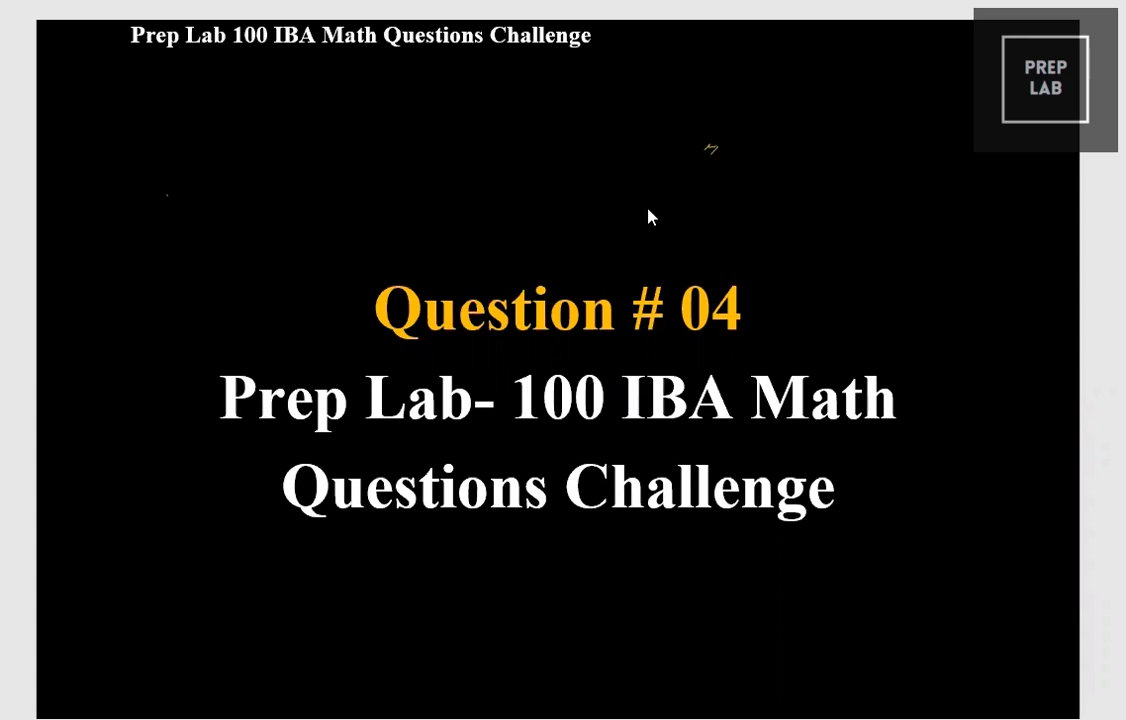 Prep Lab 100 IBA Math Questions Challenge
PREP
LAB
Question # 04
Prep Lab- 100 IBA Math
Questions Challenge